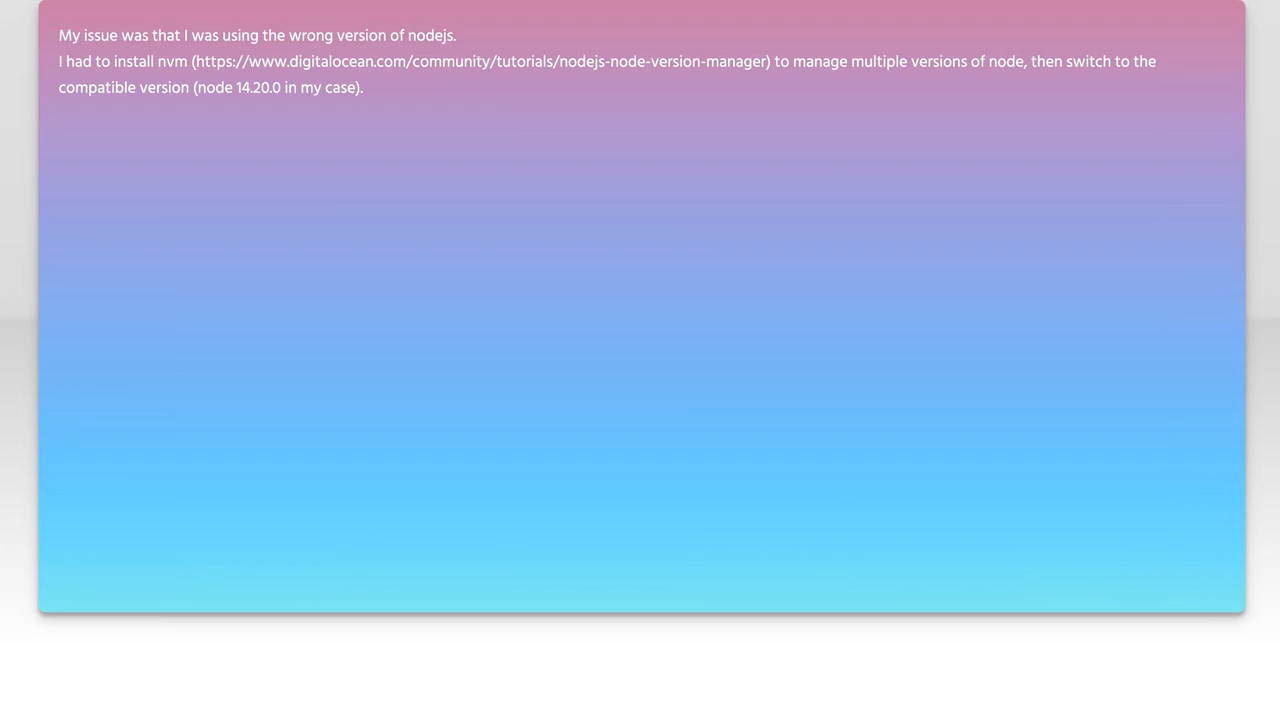 My issue was that I was using the wrong version of nodejs.
I had to install nvm (https://www.digitalocean.com/community/tutorials/nodejs-node-version-manager) to manage multiple versions of node, then switch to the
compatible version (node 14.20.0 in my case).